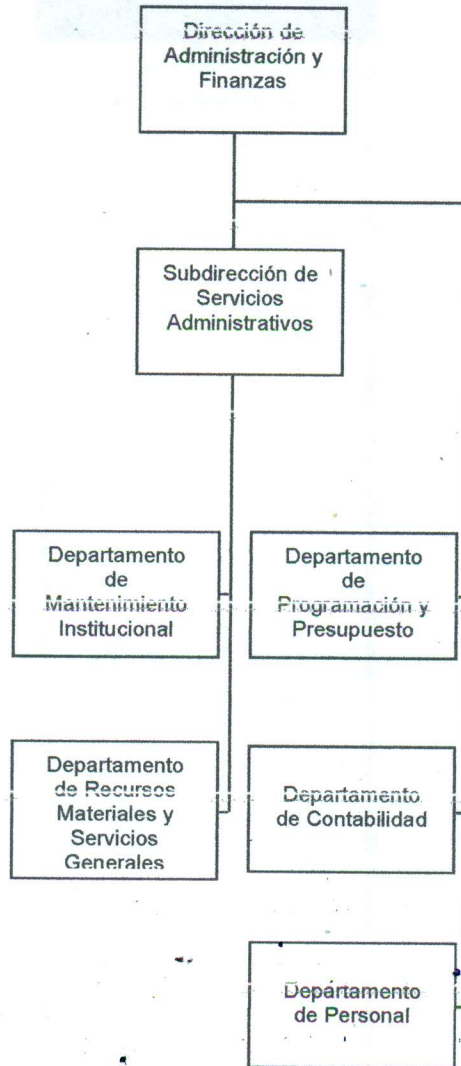 Dirección de
Administración y
Finanzas
Subdirección de
Servicios
Administrativos
Departamento
de
Mantenimiento
Institucional
Departamento
de
Programación y
Presupuesto
Departamento
de Recursos
Materiales y
Servicios
Generales
Departamento
de Contabilidad
Departamento
de Personal